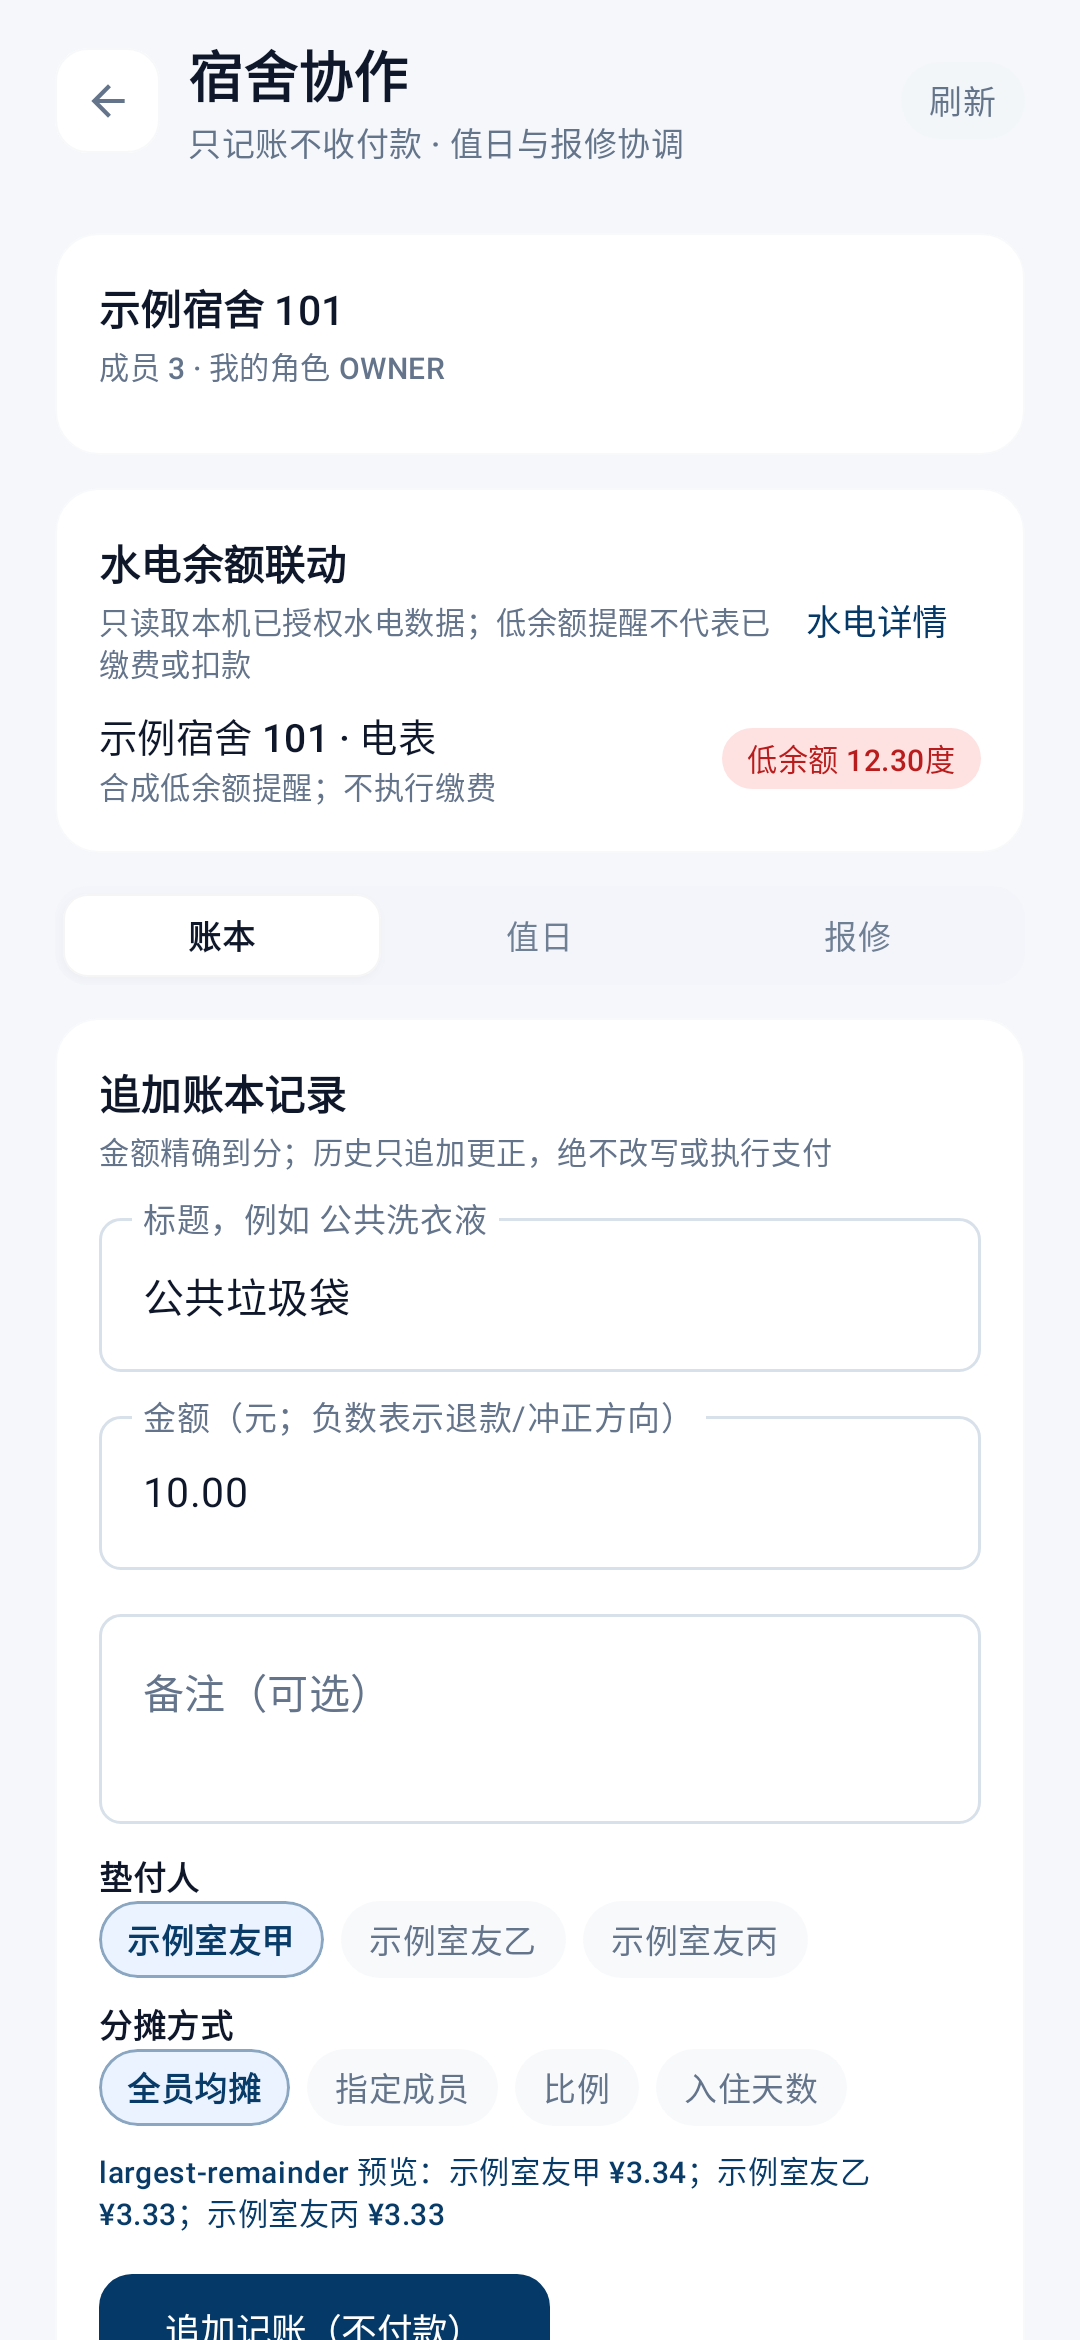 宿舍协作
只记账不收付款 · 值日与报修协调
刷新
示例宿舍 101
成员 3 · 我的角色 OWNER
水电余额联动
只读取本机已授权水电数据；低余额提醒不代表已
缴费或扣款
水电详情
示例宿舍 101 · 电表
合成低余额提醒；不执行缴费
低余额 12.30度
账本
值日
报修
追加账本记录
金额精确到分；历史只追加更正，绝不改写或执行支付
标题，例如 公共洗衣液
公共垃圾袋
金额（元；负数表示退款/冲正方向）
10.00
备注（可选）
垫付人
示例室友甲
示例室友乙
示例室友丙
分摊方式
全员均摊
指定成员
比例
入住天数
largest-remainder 预览：示例室友甲 ¥3.34；示例室友乙
¥3.33；示例室友丙 ¥3.33
追加记账（不付款）